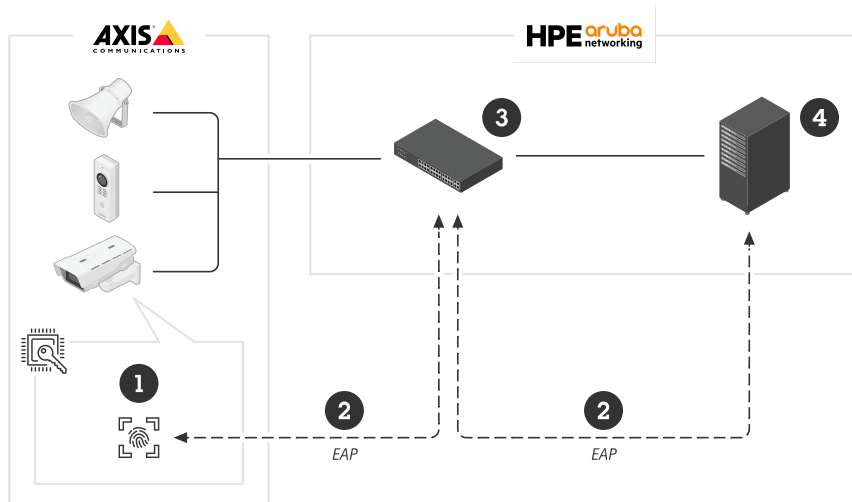 AXIS
COMMUNICATIONS
HPE aruba
networking
3
4
1
2
2
EAP
EAP